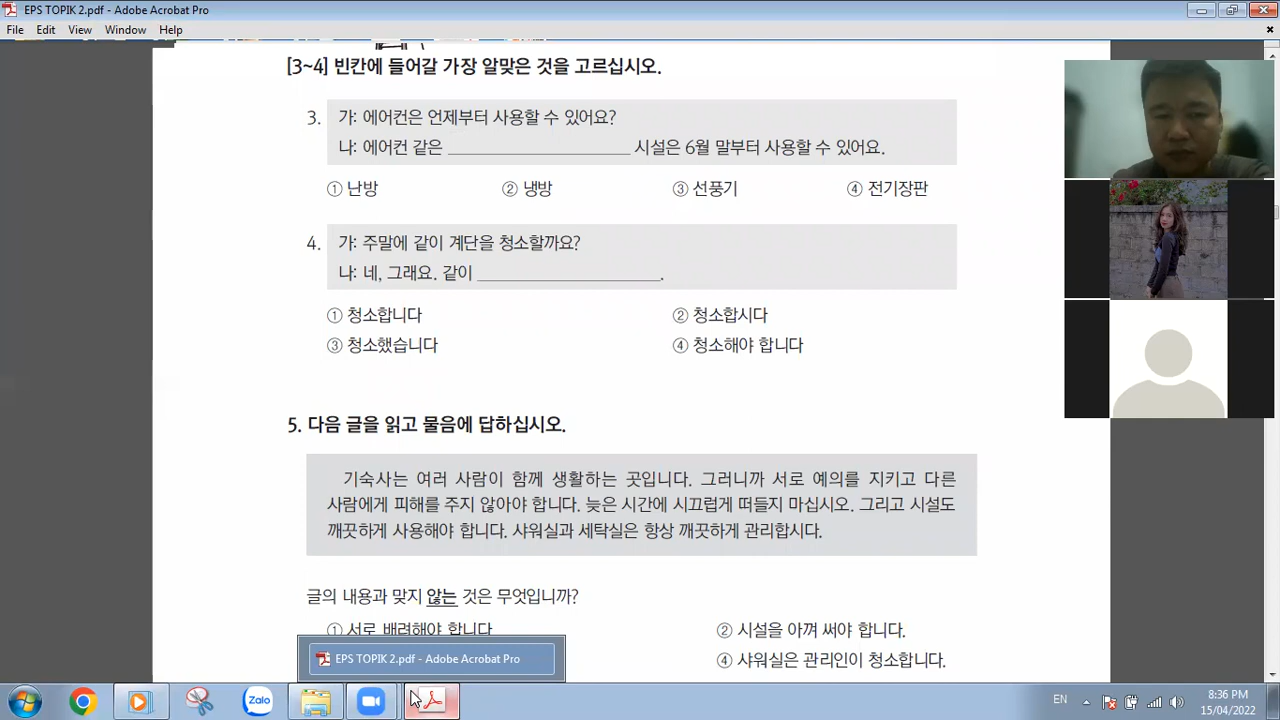 EPS TOPIK 2.pdf - Adobe Acrobat Pro
File Edit View Window Help
[3~4] 빈칸에 들어갈 가장 알맞은 것을 고르십시오.
3. 가: 에어컨은 언제부터 사용할 수 있어요?
나: 에어컨 같은 ____________________ 시설은 6월 말부터 사용할 수 있어요.
① 난방 ② 냉방 ③ 선풍기 ④ 전기장판
4. 가: 주말에 같이 계단을 청소할까요?
나: 네, 그래요. 같이 ____________________.
① 청소합니다 ② 청소합시다
③ 청소했습니다 ④ 청소해야 합니다
5. 다음 글을 읽고 물음에 답하십시오.
기숙사는 여러 사람이 함께 생활하는 곳입니다. 그러니까 서로 예의를 지키고 다른
사람에게 피해를 주지 않아야 합니다. 늦은 시간에 시끄럽게 떠들지 마십시오. 그리고 시설도
깨끗하게 사용해야 합니다. 샤워실과 세탁실은 항상 깨끗하게 관리합시다.
글의 내용과 맞지 않는 것은 무엇입니까?
① 서로 배려해야 합니다 ② 시설을 아껴 써야 합니다.
④ 샤워실은 관리인이 청소합니다.
EPS TOPIK 2.pdf - Adobe Acrobat Pro
Zalo
EN
8:36 PM
15/04/2022